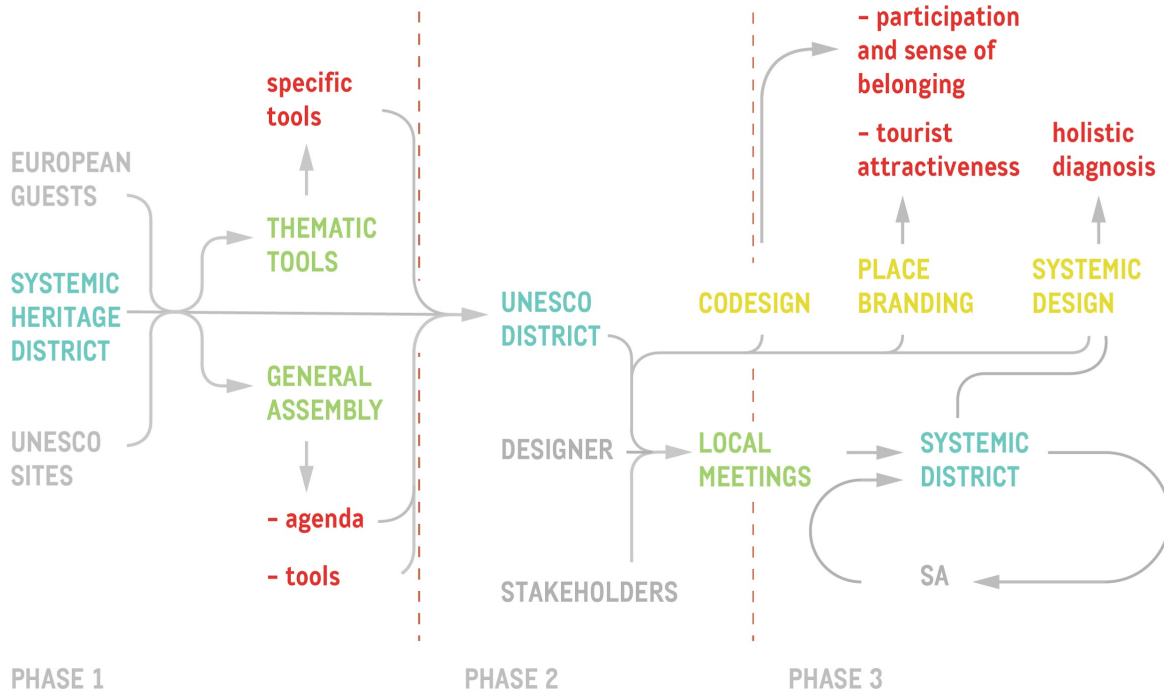 EUROPEAN
GUESTS
SYSTEMIC
HERITAGE
DISTRICT
UNESCO
SITES
specific
tools
THEMATIC
TOOLS
GENERAL
ASSEMBLY
– agenda
– tools
PHASE 1
UNESCO
DISTRICT
DESIGNER
STAKEHOLDERS
PHASE 2
CODESIGN
LOCAL
MEETINGS
– participation
and sense of
belonging
– tourist
attractiveness
holistic
diagnosis
PLACE
BRANDING
SYSTEMIC
DESIGN
SYSTEMIC
DISTRICT
SA
PHASE 3